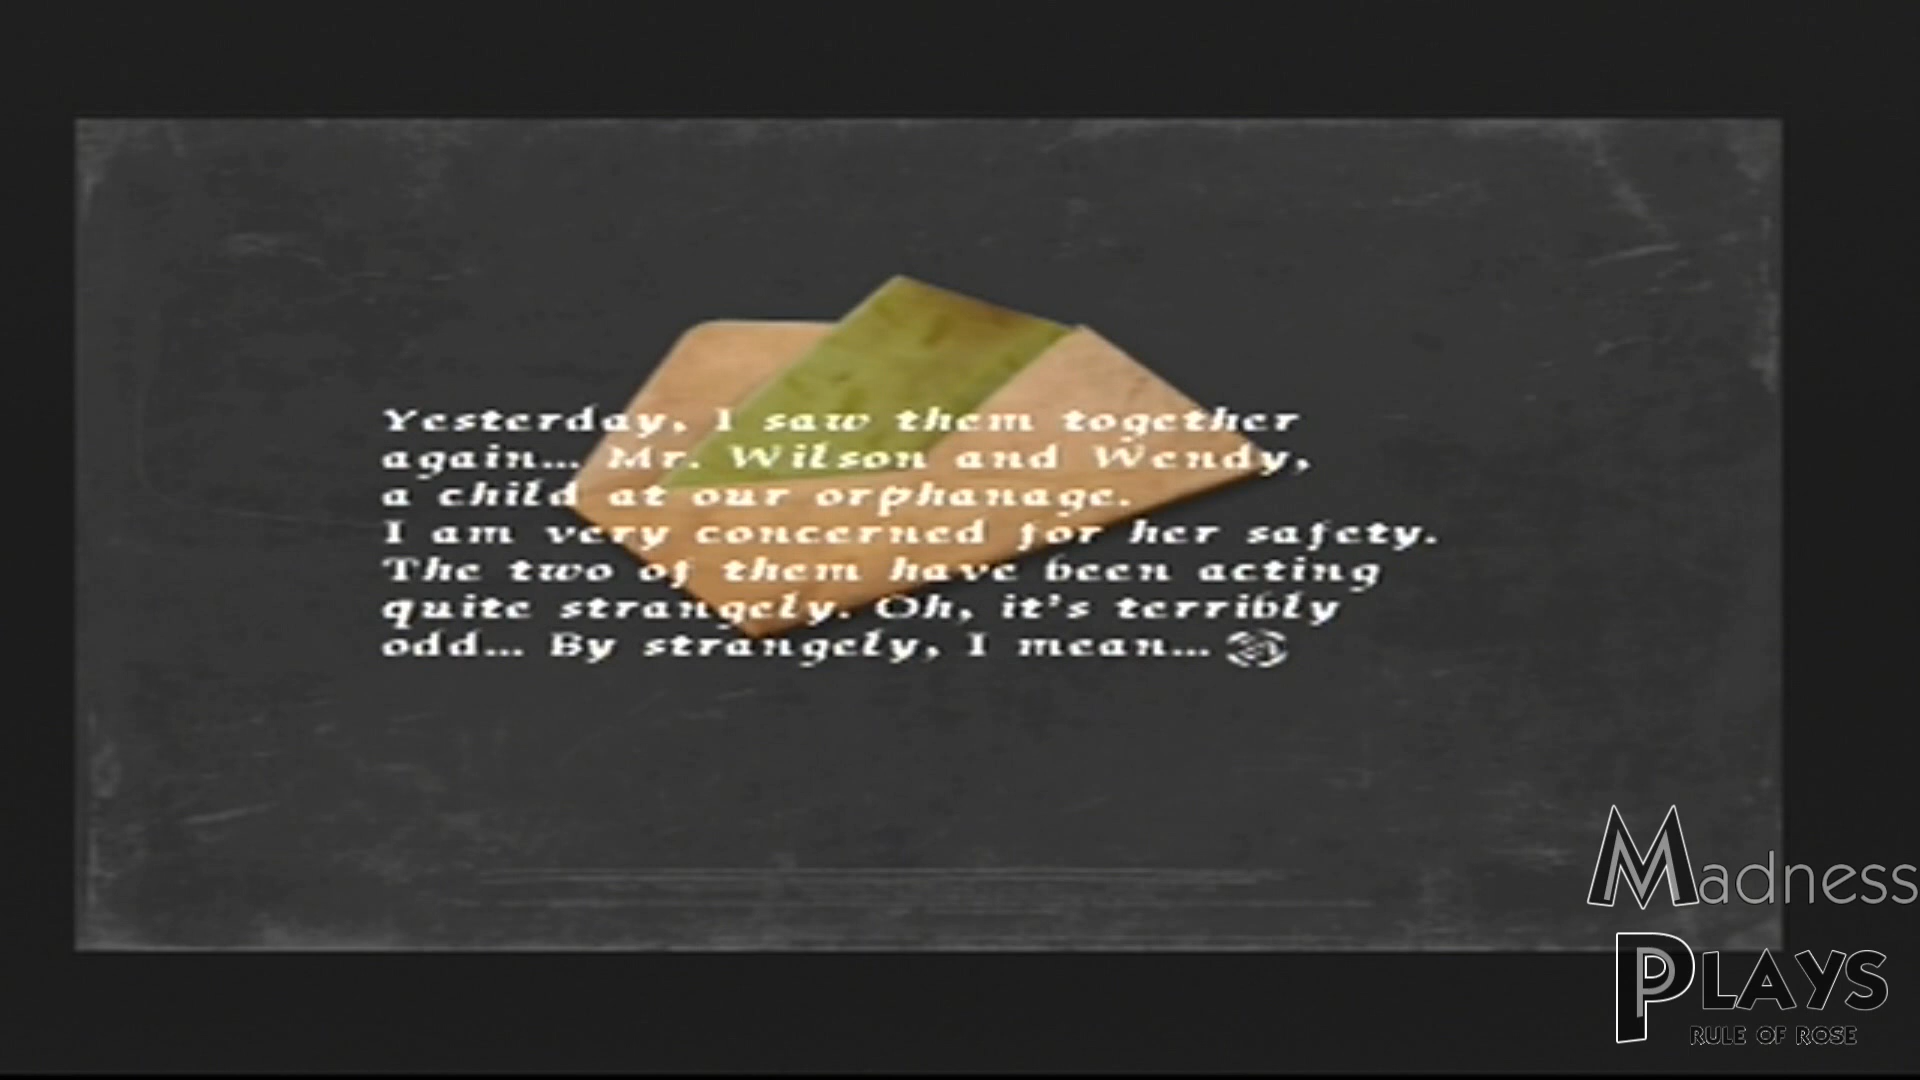 Yesterday, I saw them together
again... Mr. Wilson and Wendy,
a child at our orphanage.
I am very concerned for her safety.
The two of them have been acting
quite strangely. Oh, it's terribly
odd... By strangely, I mean...
Madness
PLAYS
RULE OF ROSE